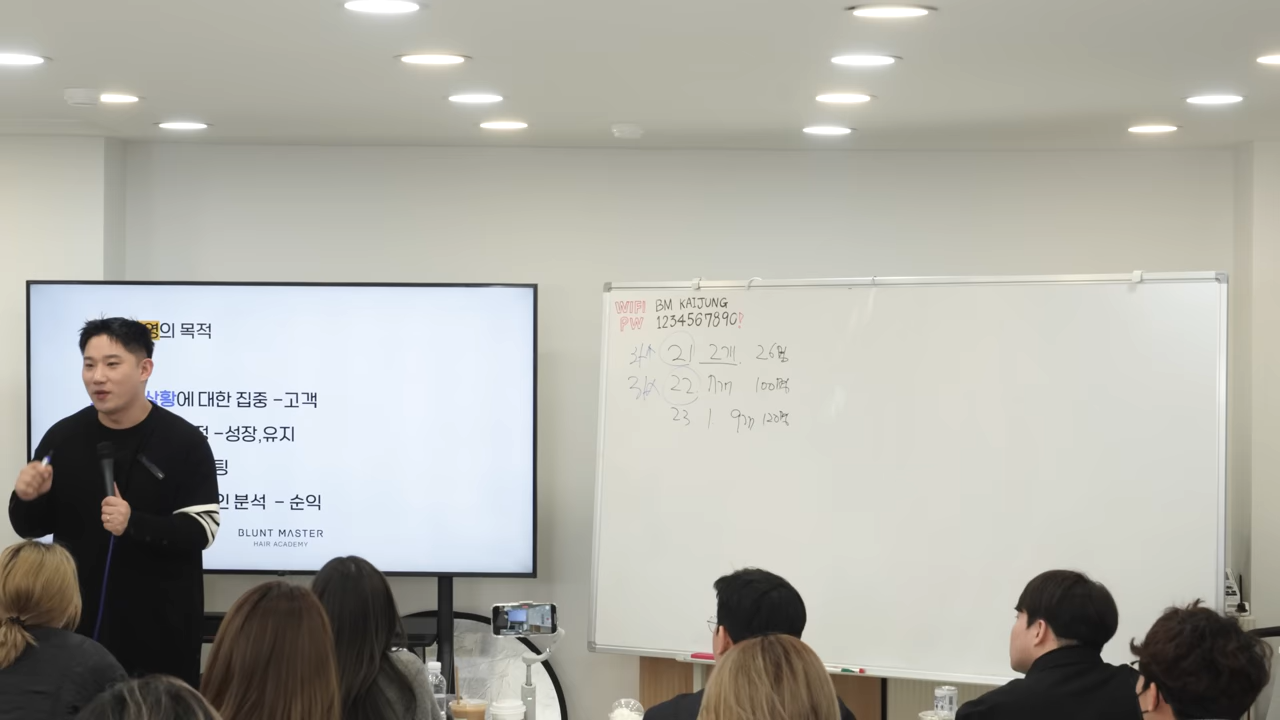 영의 목적
상황에 대한 집중 -고객
정 -성장,유지
팅
인 분석 - 순익
BLUNT MASTER
HAIR ACADEMY
WIFI BM KAIJUNG
PW 1234567890!
21 2개 26명
22 7개 100명
23 1. 9개 120명